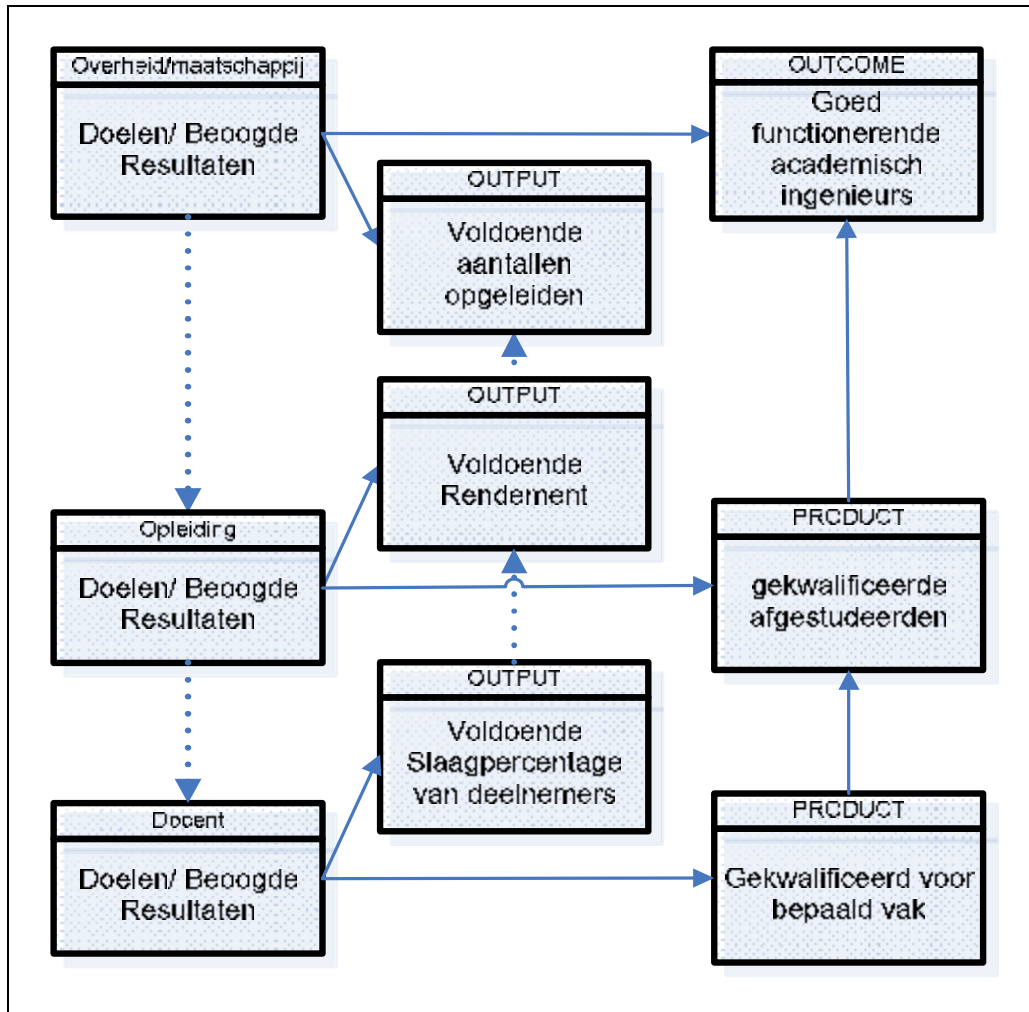 Overheid/maatschappij
Doelen/ Beoogde
Resultaten
OUTCOME
Goed
functionerende
academisch
ingenieurs
OUTPUT
Voldoende
aantallen
opgeleiden
OUTPUT
Voldoende
Rendement
Opleiding
Doelen/ Beoogde
Resultaten
PRODUCT
gekwalificeerde
afgestudeerden
OUTPUT
Voldoende
Slaagpercentage
van deelnemers
Docent
Doelen/ Beoogde
Resultaten
PRODUCT
Gekwalificeerd voor
bepaald vak